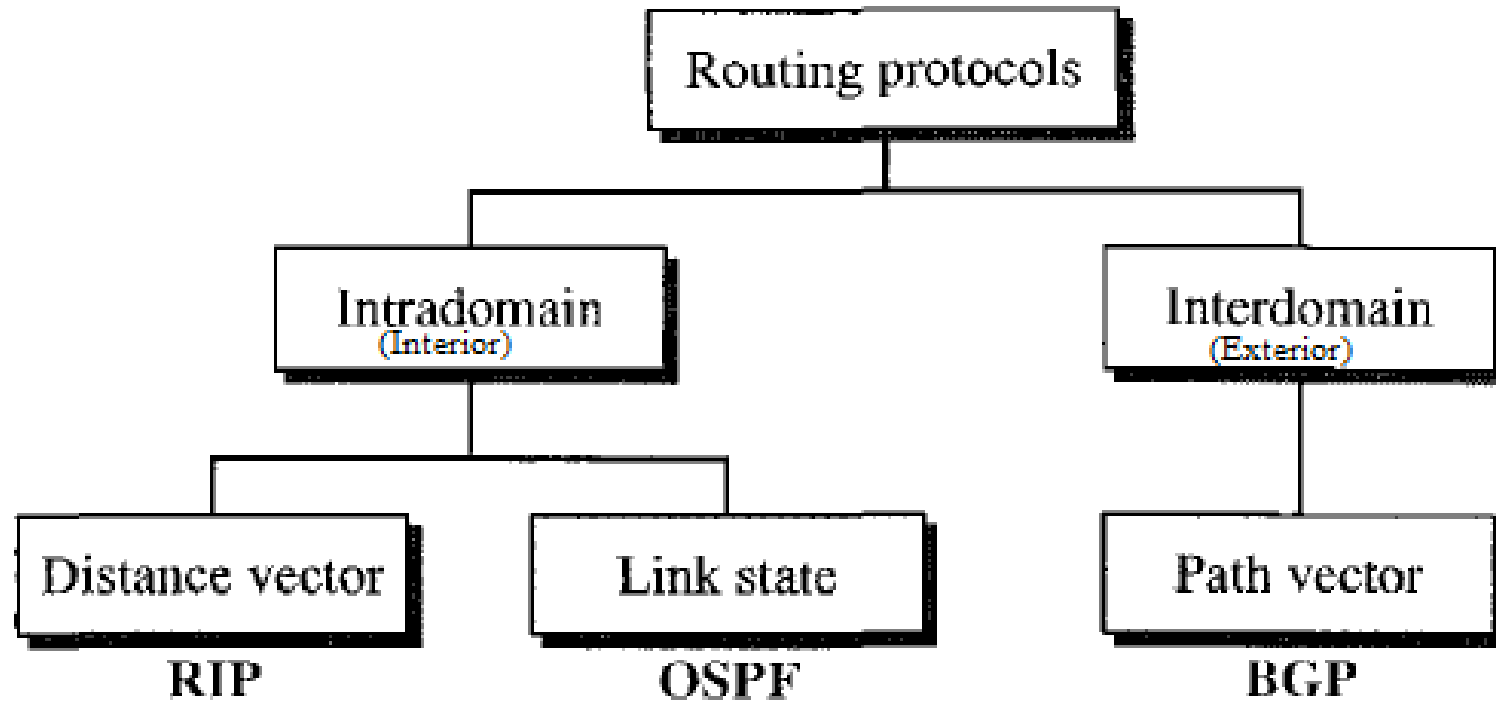 Routing protocols
Intradomain
(Interior)
Interdomain
(Exterior)
Distance vector
Link state
Path vector
RIP
OSPF
BGP